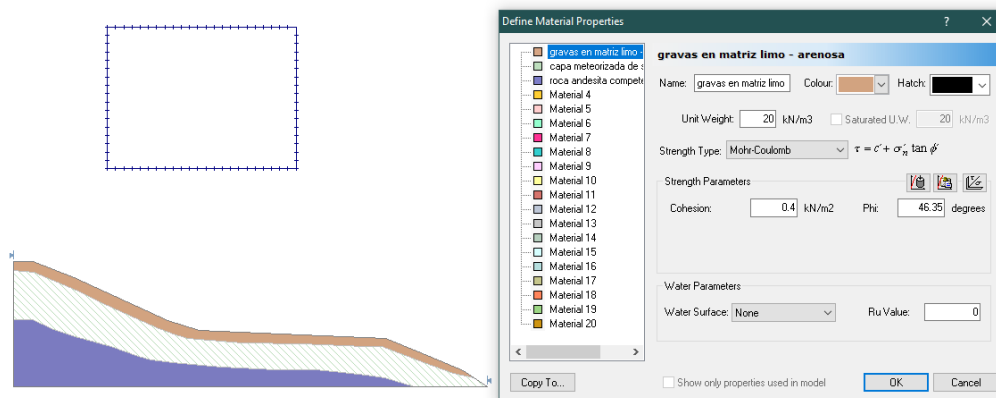 Define Material Properties
gravas en matriz limo -
capa meteorizada de s
roca andesita compete
Material 4
Material 5
Material 6
Material 7
Material 8
Material 9
Material 10
Material 11
Material 12
Material 13
Material 14
Material 15
Material 16
Material 17
Material 18
Material 19
Material 20
gravas en matriz limo - arenosa
Name: gravas en matriz limo Colour: Hatch:
Unit Weight: 20 kN/m3 Saturated U.W. 20 kN/m3
Strength Type: Mohr-Coulomb τ = c′ + σ′n tan ϕ′
Strength Parameters
Cohesion: 0.4 kN/m2 Phi: 46.35 degrees
Water Parameters
Water Surface: None Ru Value: 0
Copy To... Show only properties used in model OK Cancel